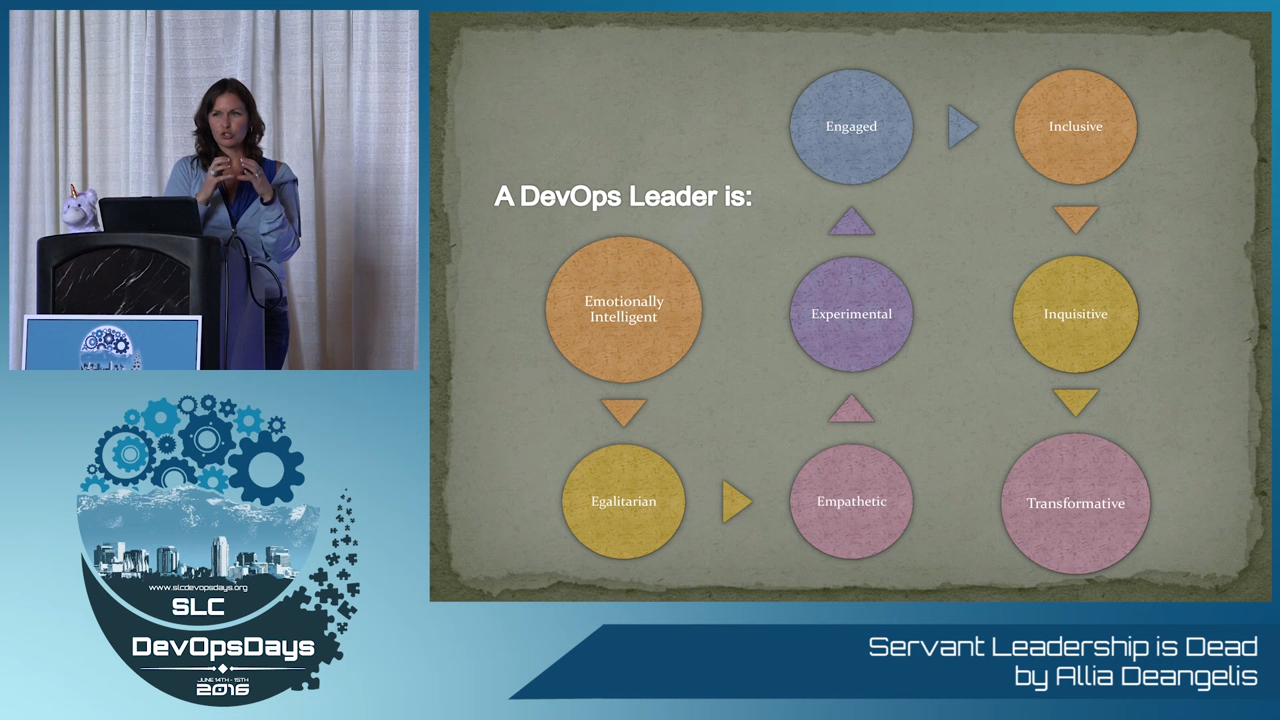 A DevOps Leader is:
Emotionally
Intelligent
Egalitarian
Empathetic
Experimental
Engaged
Inclusive
Inquisitive
Transformative
www.slcdevopsdays.org
SLC
DevOpsDays
JUNE 14TH - 15TH
2016
Servant Leadership is Dead
by Allia Deangelis